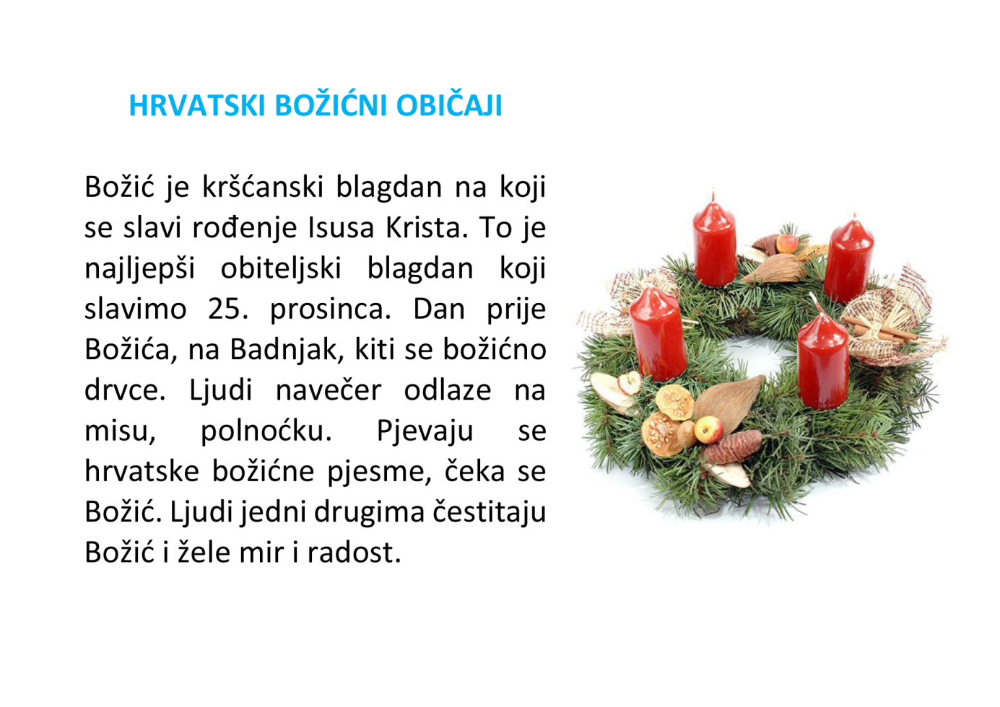 HRVATSKI BOŽIĆNI OBIČAJI
Božić je kršćanski blagdan na koji
se slavi rođenje Isusa Krista. To je
najljepši obiteljski blagdan koji
slavimo 25. prosinca. Dan prije
Božića, na Badnjak, kiti se božićno
drvce. Ljudi navečer odlaze na
misu, polnoćku. Pjevaju se
hrvatske božićne pjesme, čeka se
Božić. Ljudi jedni drugima čestitaju
Božić i žele mir i radost.